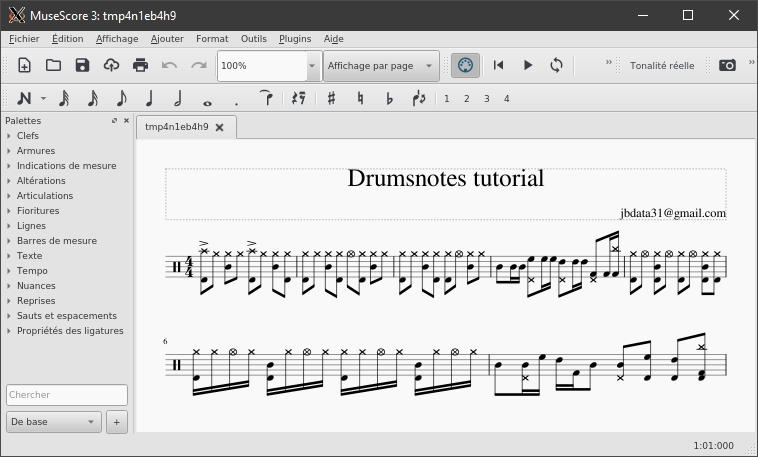 MuseScore 3: tmp4n1eb4h9
Fichier Édition Affichage Ajouter Format Outils Plugins Aide
100% Affichage par page » Tonalité réelle »
1 2 3 4
Palettes
tmp4n1eb4h9
Clefs
Armures
Indications de mesure
Altérations
Articulations
Fioritures
Lignes
Barres de mesure
Texte
Tempo
Nuances
Reprises
Sauts et espacements
Propriétés des ligatures
Chercher
De base +
Drumsnotes tutorial
jbdata31@gmail.com
4
4
6
1:01:000